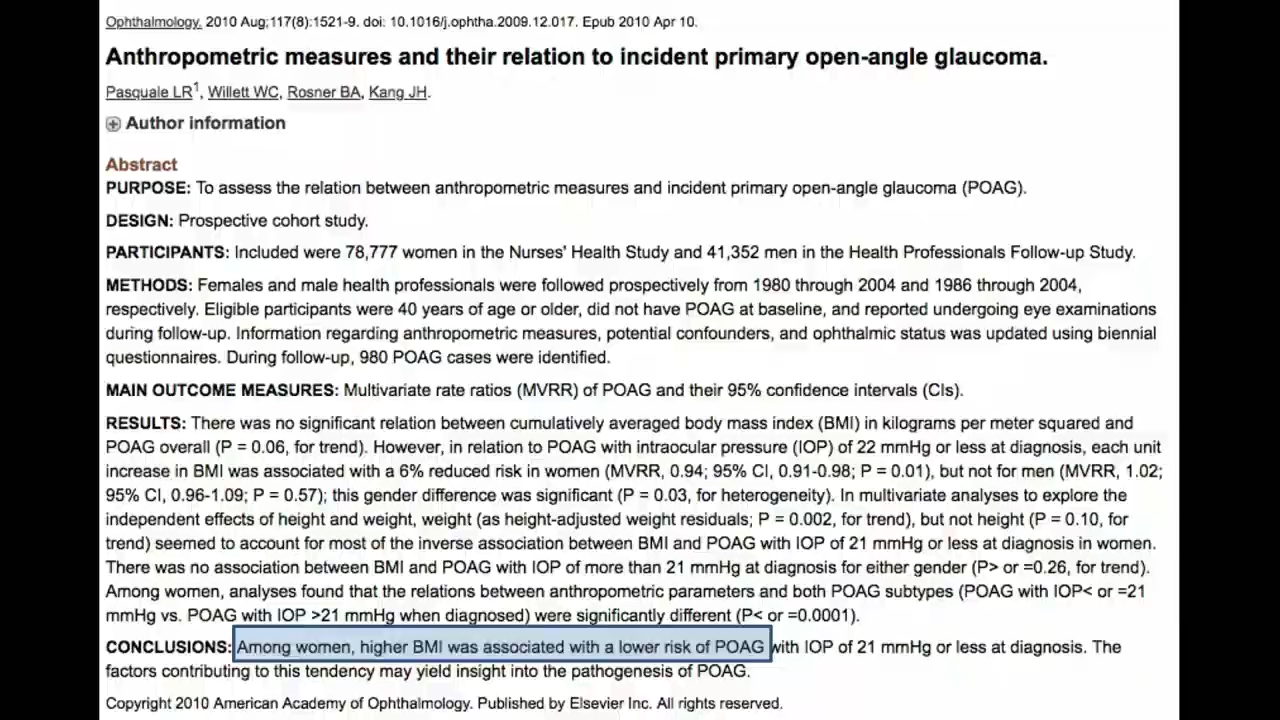 Ophthalmology. 2010 Aug;117(8):1521-9. doi: 10.1016/j.ophtha.2009.12.017. Epub 2010 Apr 10.
Anthropometric measures and their relation to incident primary open-angle glaucoma.
Pasquale LR1, Willett WC, Rosner BA, Kang JH.
Author information
Abstract
PURPOSE: To assess the relation between anthropometric measures and incident primary open-angle glaucoma (POAG).
DESIGN: Prospective cohort study.
PARTICIPANTS: Included were 78,777 women in the Nurses' Health Study and 41,352 men in the Health Professionals Follow-up Study.
METHODS: Females and male health professionals were followed prospectively from 1980 through 2004 and 1986 through 2004,
respectively. Eligible participants were 40 years of age or older, did not have POAG at baseline, and reported undergoing eye examinations
during follow-up. Information regarding anthropometric measures, potential confounders, and ophthalmic status was updated using biennial
questionnaires. During follow-up, 980 POAG cases were identified.
MAIN OUTCOME MEASURES: Multivariate rate ratios (MVRR) of POAG and their 95% confidence intervals (CIs).
RESULTS: There was no significant relation between cumulatively averaged body mass index (BMI) in kilograms per meter squared and
POAG overall (P = 0.06, for trend). However, in relation to POAG with intraocular pressure (IOP) of 22 mmHg or less at diagnosis, each unit
increase in BMI was associated with a 6% reduced risk in women (MVRR, 0.94; 95% CI, 0.91-0.98; P = 0.01), but not for men (MVRR, 1.02;
95% CI, 0.96-1.09; P = 0.57); this gender difference was significant (P = 0.03, for heterogeneity). In multivariate analyses to explore the
independent effects of height and weight, weight (as height-adjusted weight residuals; P = 0.002, for trend), but not height (P = 0.10, for
trend) seemed to account for most of the inverse association between BMI and POAG with IOP of 21 mmHg or less at diagnosis in women.
There was no association between BMI and POAG with IOP of more than 21 mmHg at diagnosis for either gender (P> or =0.26, for trend).
Among women, analyses found that the relations between anthropometric parameters and both POAG subtypes (POAG with IOP< or =21
mmHg vs. POAG with IOP >21 mmHg when diagnosed) were significantly different (P< or =0.0001).
CONCLUSIONS: Among women, higher BMI was associated with a lower risk of POAG with IOP of 21 mmHg or less at diagnosis. The
factors contributing to this tendency may yield insight into the pathogenesis of POAG.
Copyright 2010 American Academy of Ophthalmology. Published by Elsevier Inc. All rights reserved.